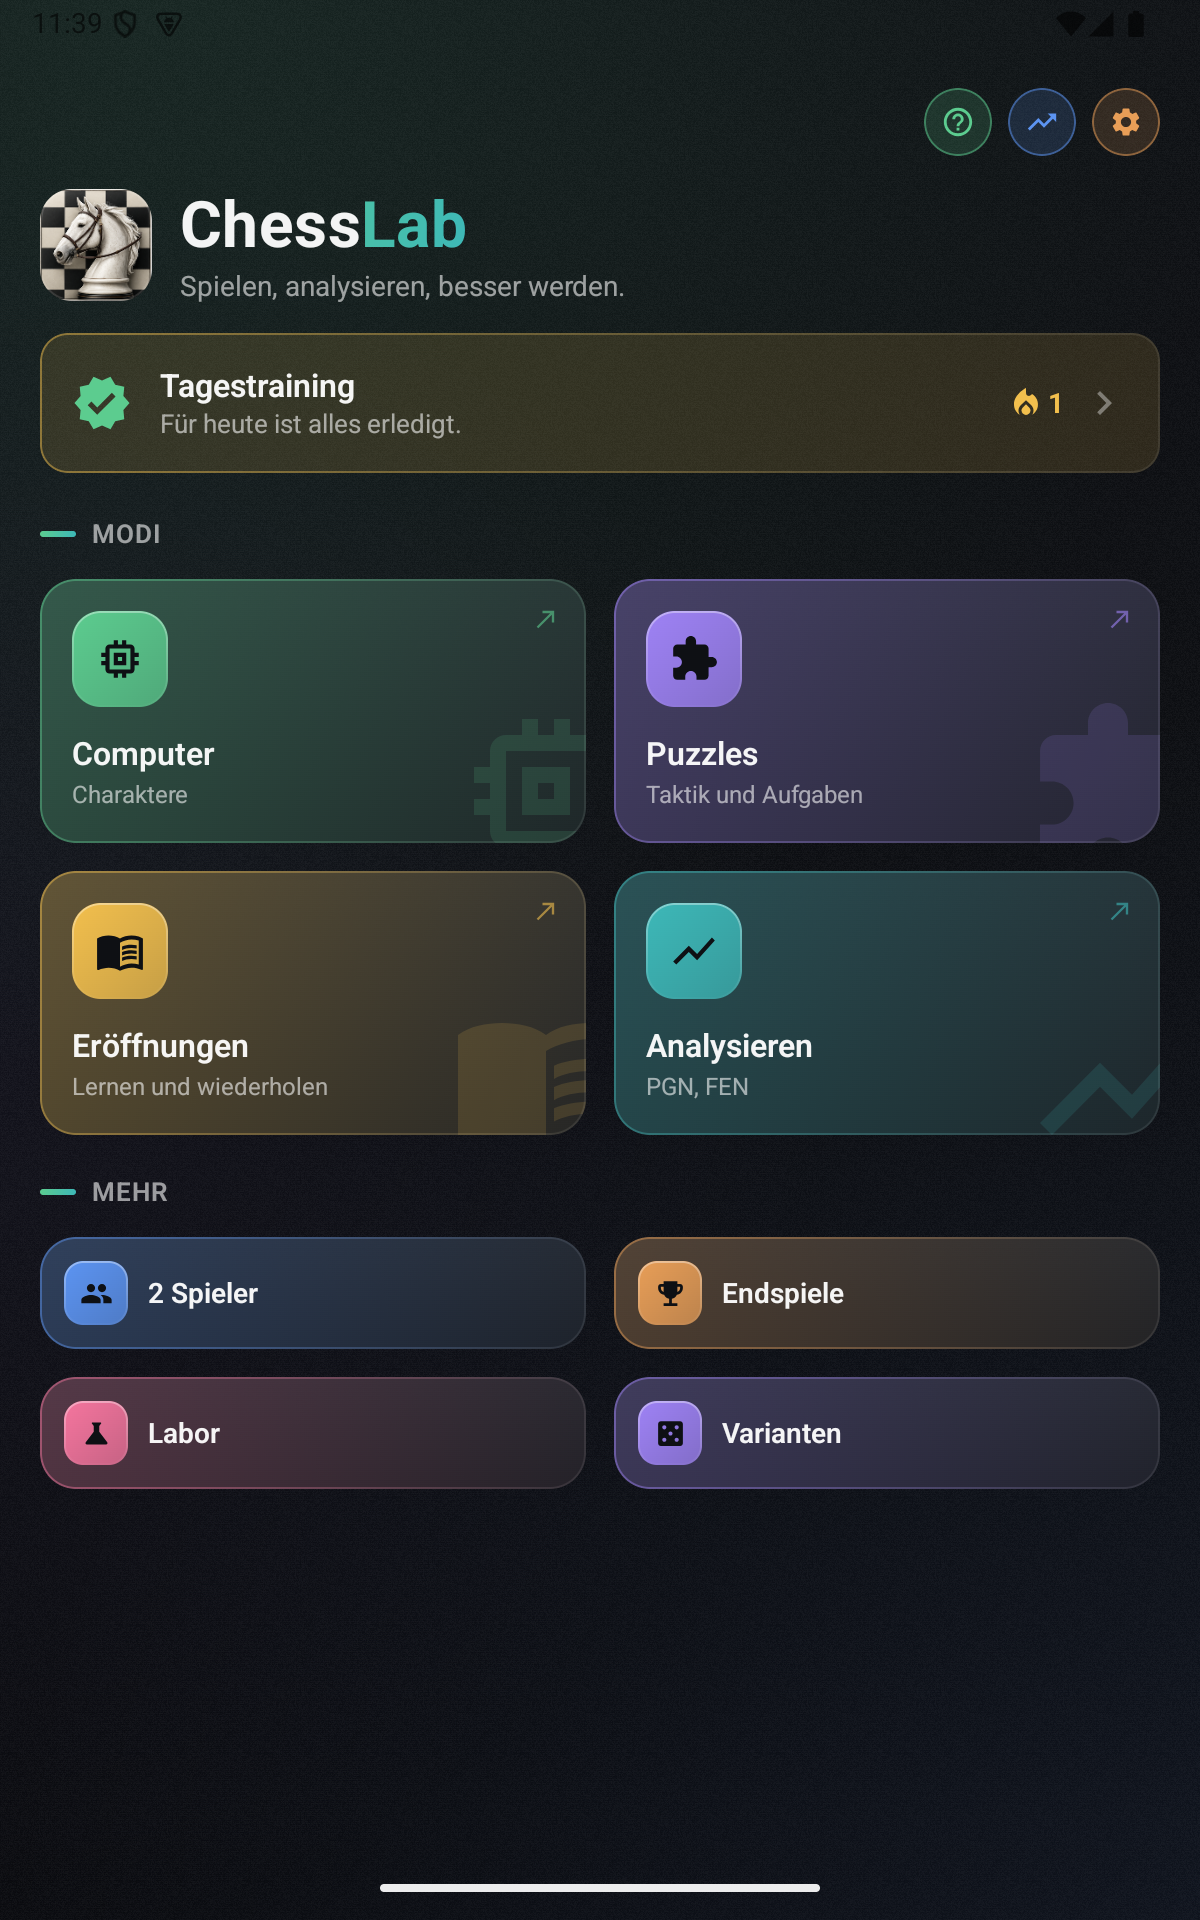 11:39
ChessLab
Spielen, analysieren, besser werden.
Tagestraining
Für heute ist alles erledigt.
1
MODI
Computer
Charaktere
Puzzles
Taktik und Aufgaben
Eröffnungen
Lernen und wiederholen
Analysieren
PGN, FEN
MEHR
2 Spieler
Endspiele
Labor
Varianten